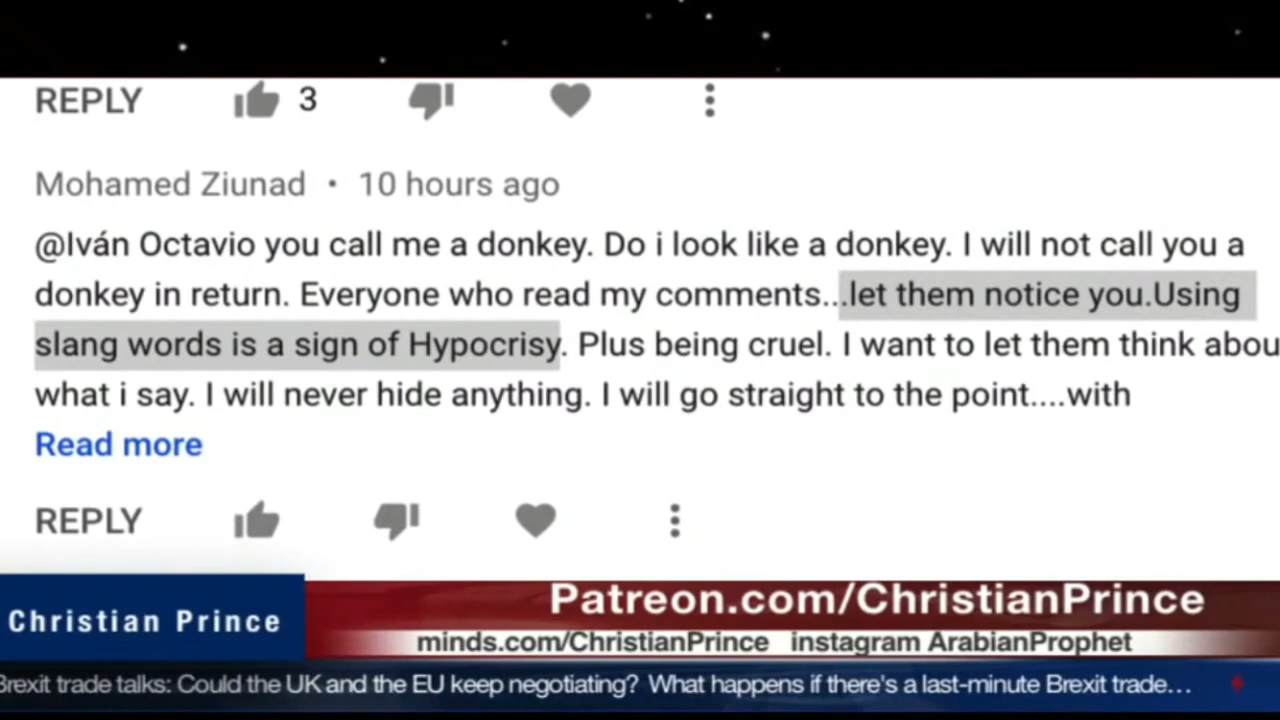 REPLY 3
Mohamed Ziunad • 10 hours ago
@Iván Octavio you call me a donkey. Do i look like a donkey. I will not call you a
donkey in return. Everyone who read my comments...let them notice you.Using
slang words is a sign of Hypocrisy. Plus being cruel. I want to let them think abou
what i say. I will never hide anything. I will go straight to the point....with
Read more
REPLY
Christian Prince
Patreon.com/ChristianPrince
minds.com/ChristianPrince instagram ArabianProphet
Brexit trade talks: Could the UK and the EU keep negotiating? What happens if there's a last-minute Brexit trade...